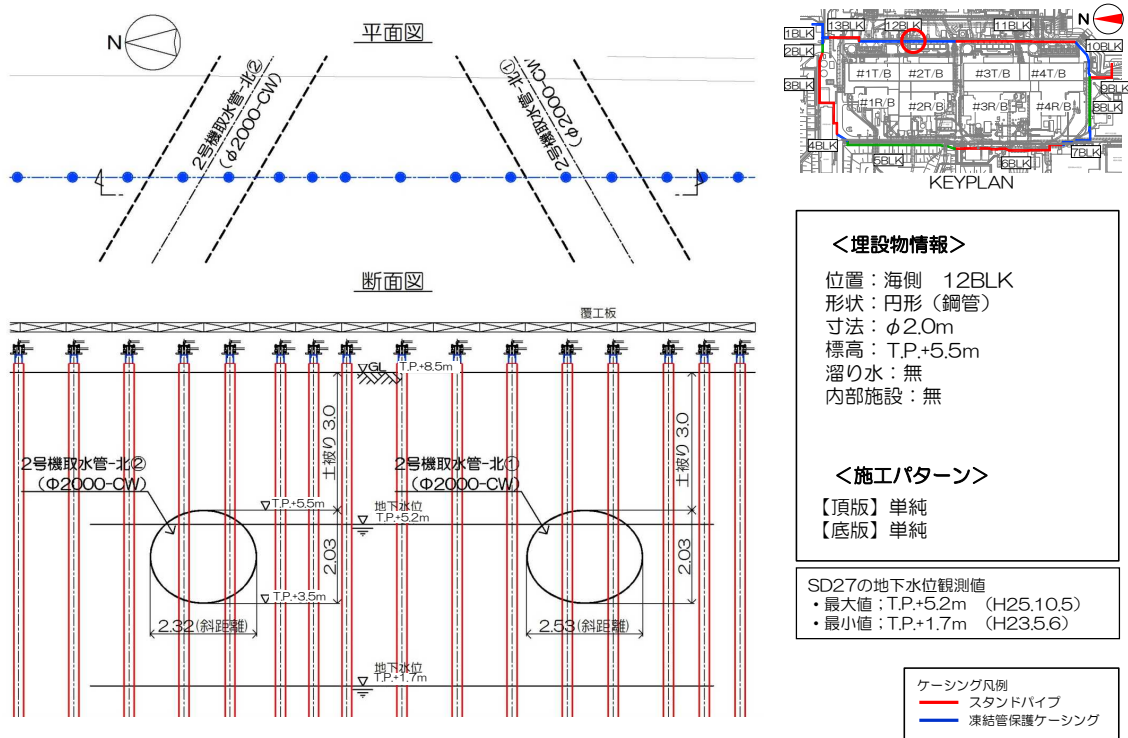 平面図
N
2号機取水管-北②
(φ2000-CW)
2号機取水管-北①
(φ2000-CW)
断面図
覆工板
GL
T.P.+8.5m
土被り 3.0
土被り 3.0
2号機取水管-北②
(Φ2000-CW)
2号機取水管-北①
(Φ2000-CW)
T.P.+5.5m
地下水位
T.P.+5.2m
2.03
2.03
T.P.+3.5m
2.32(斜距離)
2.53(斜距離)
地下水位
T.P.+1.7m
N
13BLK
12BLK
11BLK
1BLK
2BLK
10BLK
3BLK
#1T/B
#2T/B
#3T/B
#4T/B
9BLK
#1R/B
#2R/B
#3R/B
#4R/B
8BLK
4BLK
5BLK
6BLK
7BLK
KEYPLAN
＜埋設物情報＞
位置：海側 12BLK
形状：円形（鋼管）
寸法：φ2.0m
標高：T.P.+5.5m
溜り水：無
内部施設：無
＜施工パターン＞
【頂版】単純
【底版】単純
SD27の地下水位観測値
・最大値；T.P.+5.2m （H25.10.5）
・最小値；T.P.+1.7m （H23.5.6）
ケーシング凡例
スタンドパイプ
凍結管保護ケーシング